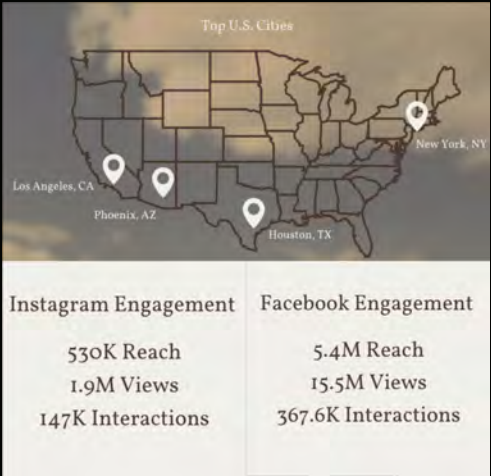 Top U.S. Cities
New York, NY
Los Angeles, CA
Phoenix, AZ
Houston, TX
Instagram Engagement
530K Reach
1.9M Views
147K Interactions
Facebook Engagement
5.4M Reach
15.5M Views
367.6K Interactions